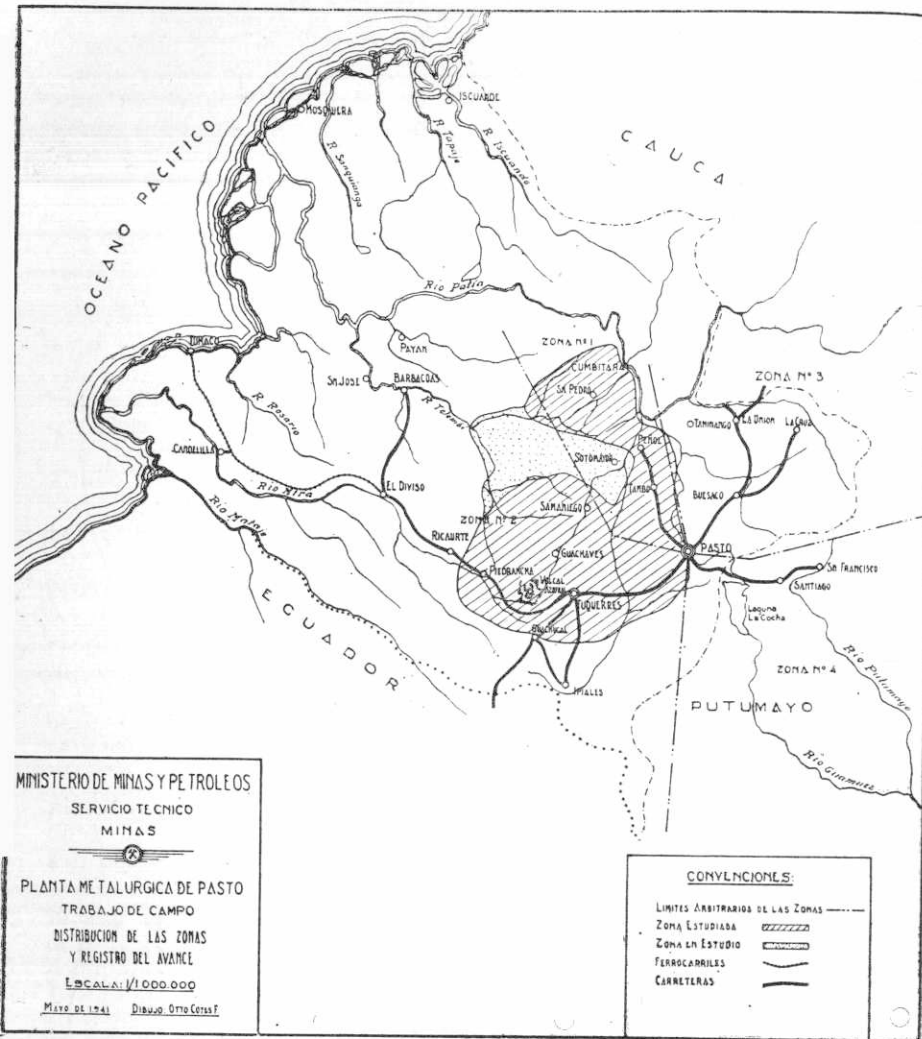 OCEANO PACIFICO
MOSQUERA
ISCUANDE
R. Sanquianga
R. Tapaje
R. Iscuande
CAUCA
Rio Patia
TUMACO
PAYAN
SN JOSE
BARBACOAS
R. Rosario
R. Telembi
ZONA Nº 1
CUMBITARA
SN PEDRO
ZONA Nº 3
TAMINANGO
LA UNION
LA CRUZ
CANDELILLA
SOTOMAYOR
PEÑOL
TAMBO
BUESACO
Rio Mira
EL DIVISO
Rio Mataje
SAMANIEGO
ZONA Nº 2
RICAURTE
GUACHAVES
PASTO
PIEDRANCHA
TUQUERRES
SN FRANCISCO
SANTIAGO
Laguna
La Cocha
ECUADOR
GUACHUCAL
IPIALES
ZONA Nº 4
Rio Putumayo
PUTUMAYO
Rio Guamues
MINISTERIO DE MINAS Y PETROLEOS
SERVICIO TECNICO
MINAS
PLANTA METALURGICA DE PASTO
TRABAJO DE CAMPO
DISTRIBUCION DE LAS ZONAS
Y REGISTRO DEL AVANCE
ESCALA: 1/1000.000
MAYO DE 1941 DIBUJO: OTTO COTES F.
CONVENCIONES:
LIMITES ARBITRARIOS DE LAS ZONAS
ZONA ESTUDIADA
ZONA EN ESTUDIO
FERROCARRILES
CARRETERAS